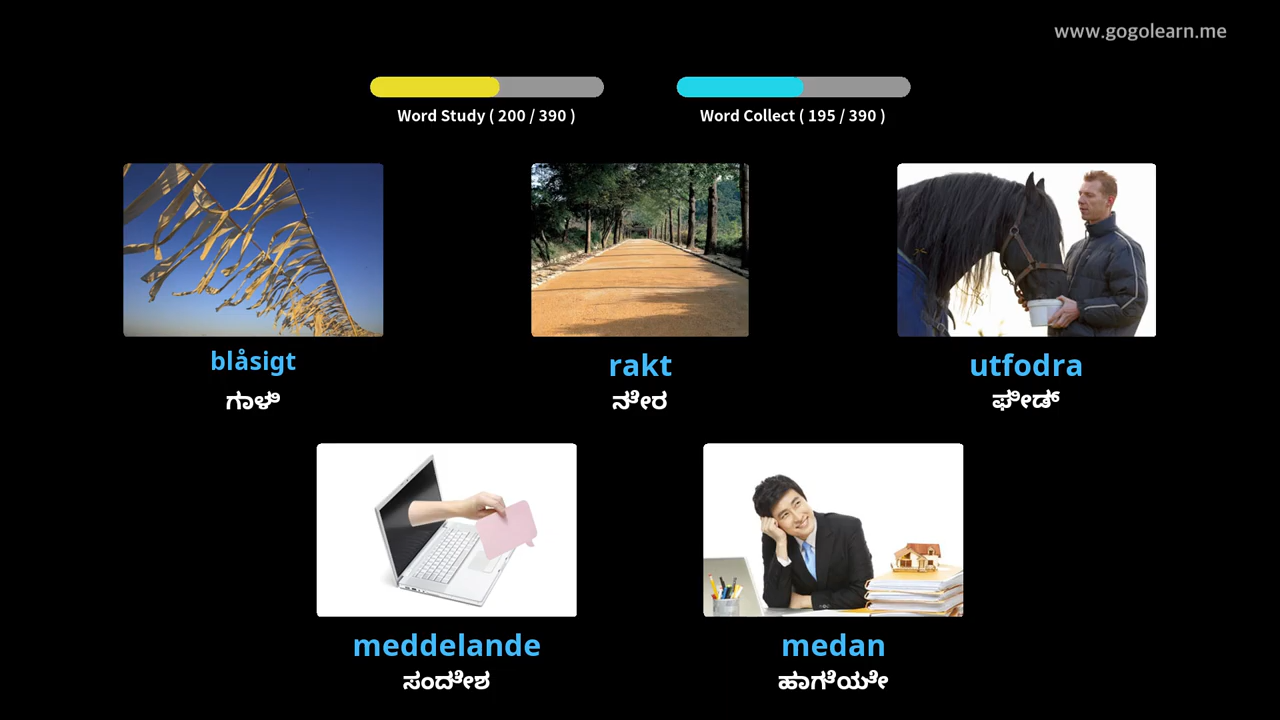 www.gogolearn.me
Word Study ( 200 / 390 )
Word Collect ( 195 / 390 )
blåsigt
rakt
utfodra
ಗಾಳಿ
ನೇರ
ಫೀಡ್
meddelande
medan
ಸಂದೇಶ
ಹಾಗೆಯೇ